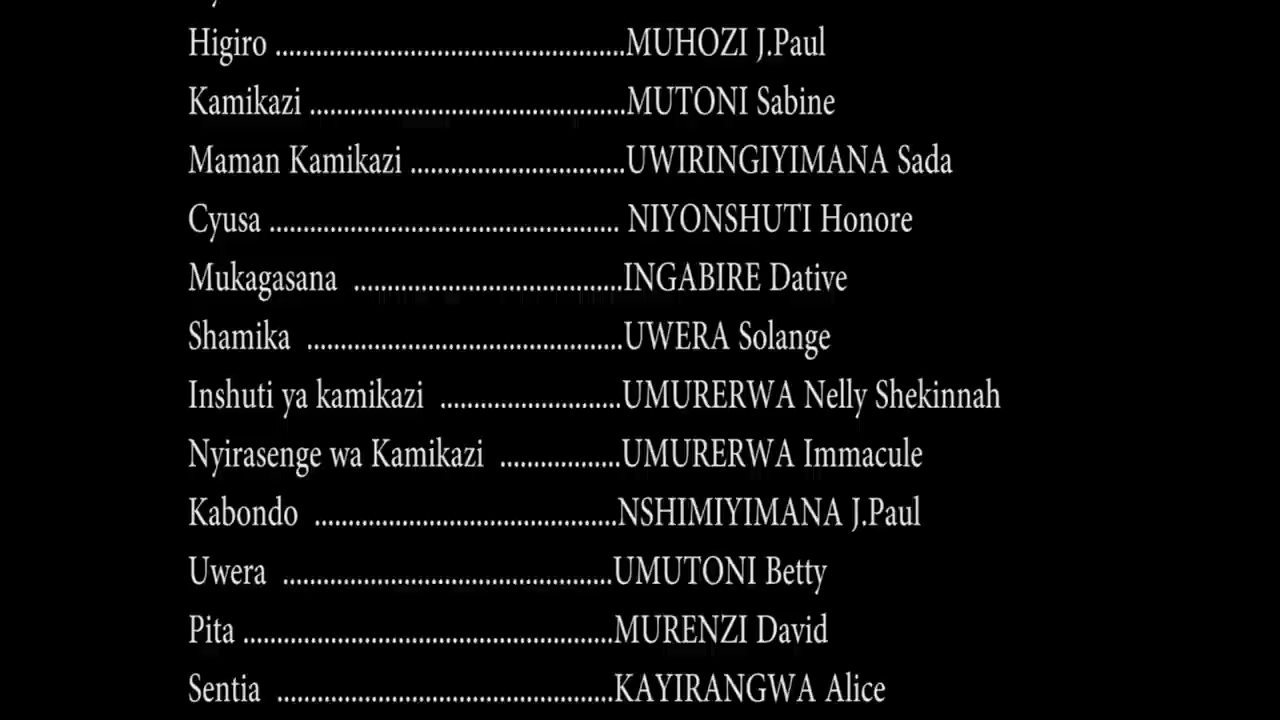 Higiro ....................................................MUHOZI J.Paul
Kamikazi ...............................................MUTONI Sabine
Maman Kamikazi ................................UWIRINGIYIMANA Sada
Cyusa .................................................... NIYONSHUTI Honore
Mukagasana ........................................INGABIRE Dative
Shamika ...............................................UWERA Solange
Inshuti ya kamikazi ...........................UMURERWA Nelly Shekinnah
Nyirasenge wa Kamikazi ..................UMURERWA Immacule
Kabondo .............................................NSHIMIYIMANA J.Paul
Uwera .................................................UMUTONI Betty
Pita .......................................................MURENZI David
Sentia ..................................................KAYIRANGWA Alice